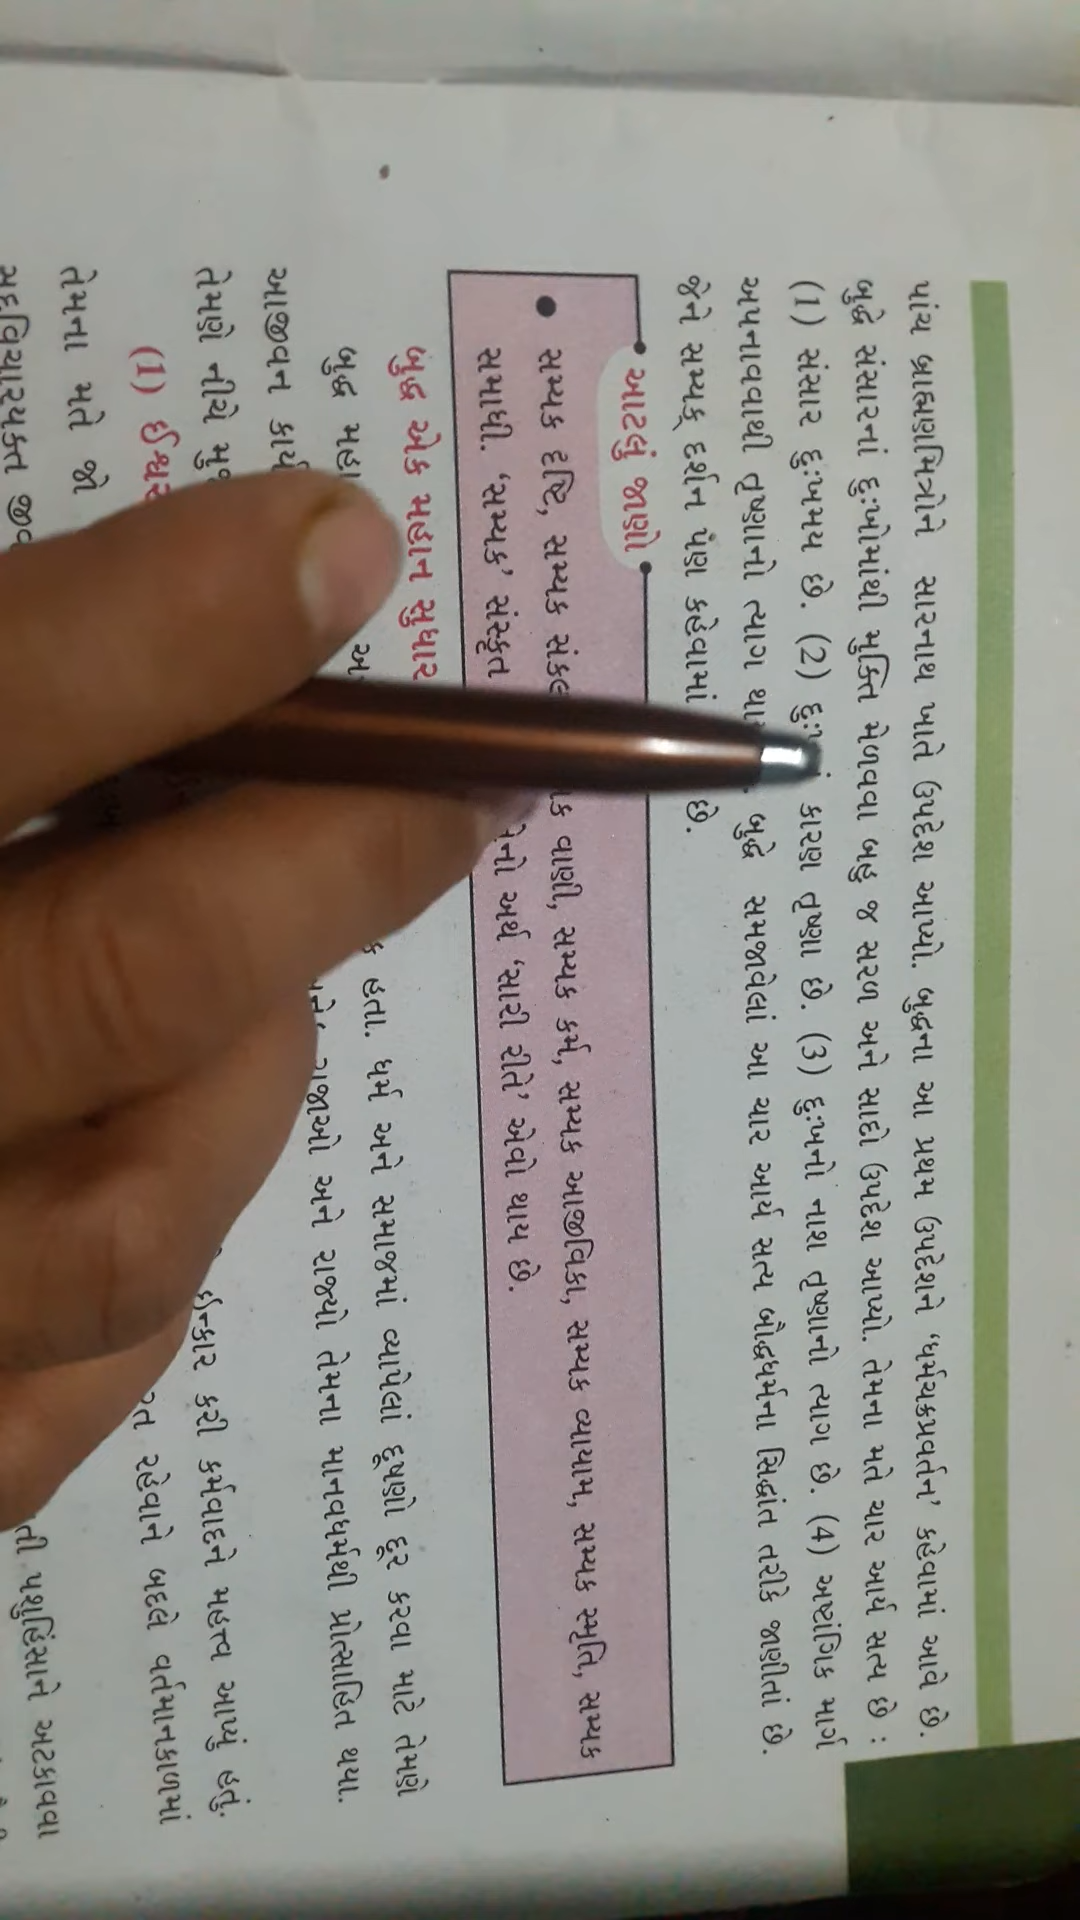 પાંચ બ્રાહ્મણમિત્રોને સારનાથ ખાતે ઉપદેશ આપ્યો. બુદ્ધના આ પ્રથમ ઉપદેશને ‘ધર્મચક્રપ્રવર્તન’ કહેવામાં આવે છે.
બુદ્ધે સંસારનાં દુઃખોમાંથી મુક્તિ મેળવવા બહુ જ સરળ અને સાદો ઉપદેશ આપ્યો. તેમના મતે ચાર આર્ય સત્ય છે :
(1) સંસાર દુઃખમય છે. (2) કારણ તૃષ્ણા છે. (3) દુઃખનો નાશ તૃષ્ણાનો ત્યાગ છે. (4) અષ્ટાંગિક માર્ગ
અપનાવવાથી તૃષ્ણાનો ત્યાગ બુદ્ધે સમજાવેલાં આ ચાર આર્ય સત્ય બૌદ્ધધર્મના સિદ્ધાંત તરીકે જાણીતાં છે.
જેને સમ્યક્ દર્શન પણ કહેવામાં છે.
આટલું જાણો
• સમ્યક દૃષ્ટિ, સમ્યક વાણી, સમ્યક કર્મ, સમ્યક આજીવિકા, સમ્યક વ્યાયામ, સમ્યક સ્મૃતિ, સમ્યક
સમાધી. ‘સમ્યક’ સંસ્કૃત અર્થ ‘સારી રીતે’ એવો થાય છે.
બુદ્ધ એક મહાન સુધાર
બુદ્ધ હતા. ધર્મ અને સમાજમાં વ્યાપેલાં દૂષણો દૂર કરવા માટે તેમણે
આજીવન રાજાઓ અને રાજ્યો તેમના માનવધર્મથી પ્રોત્સાહિત થયા.
તેમણે નીચે
(1) ઈન્કાર કરી કર્મવાદને મહત્ત્વ આપ્યું હતું.
તેમના મતે જો રહેવાને બદલે વર્તમાનકાળમાં
પશુહિંસાને અટકાવવા